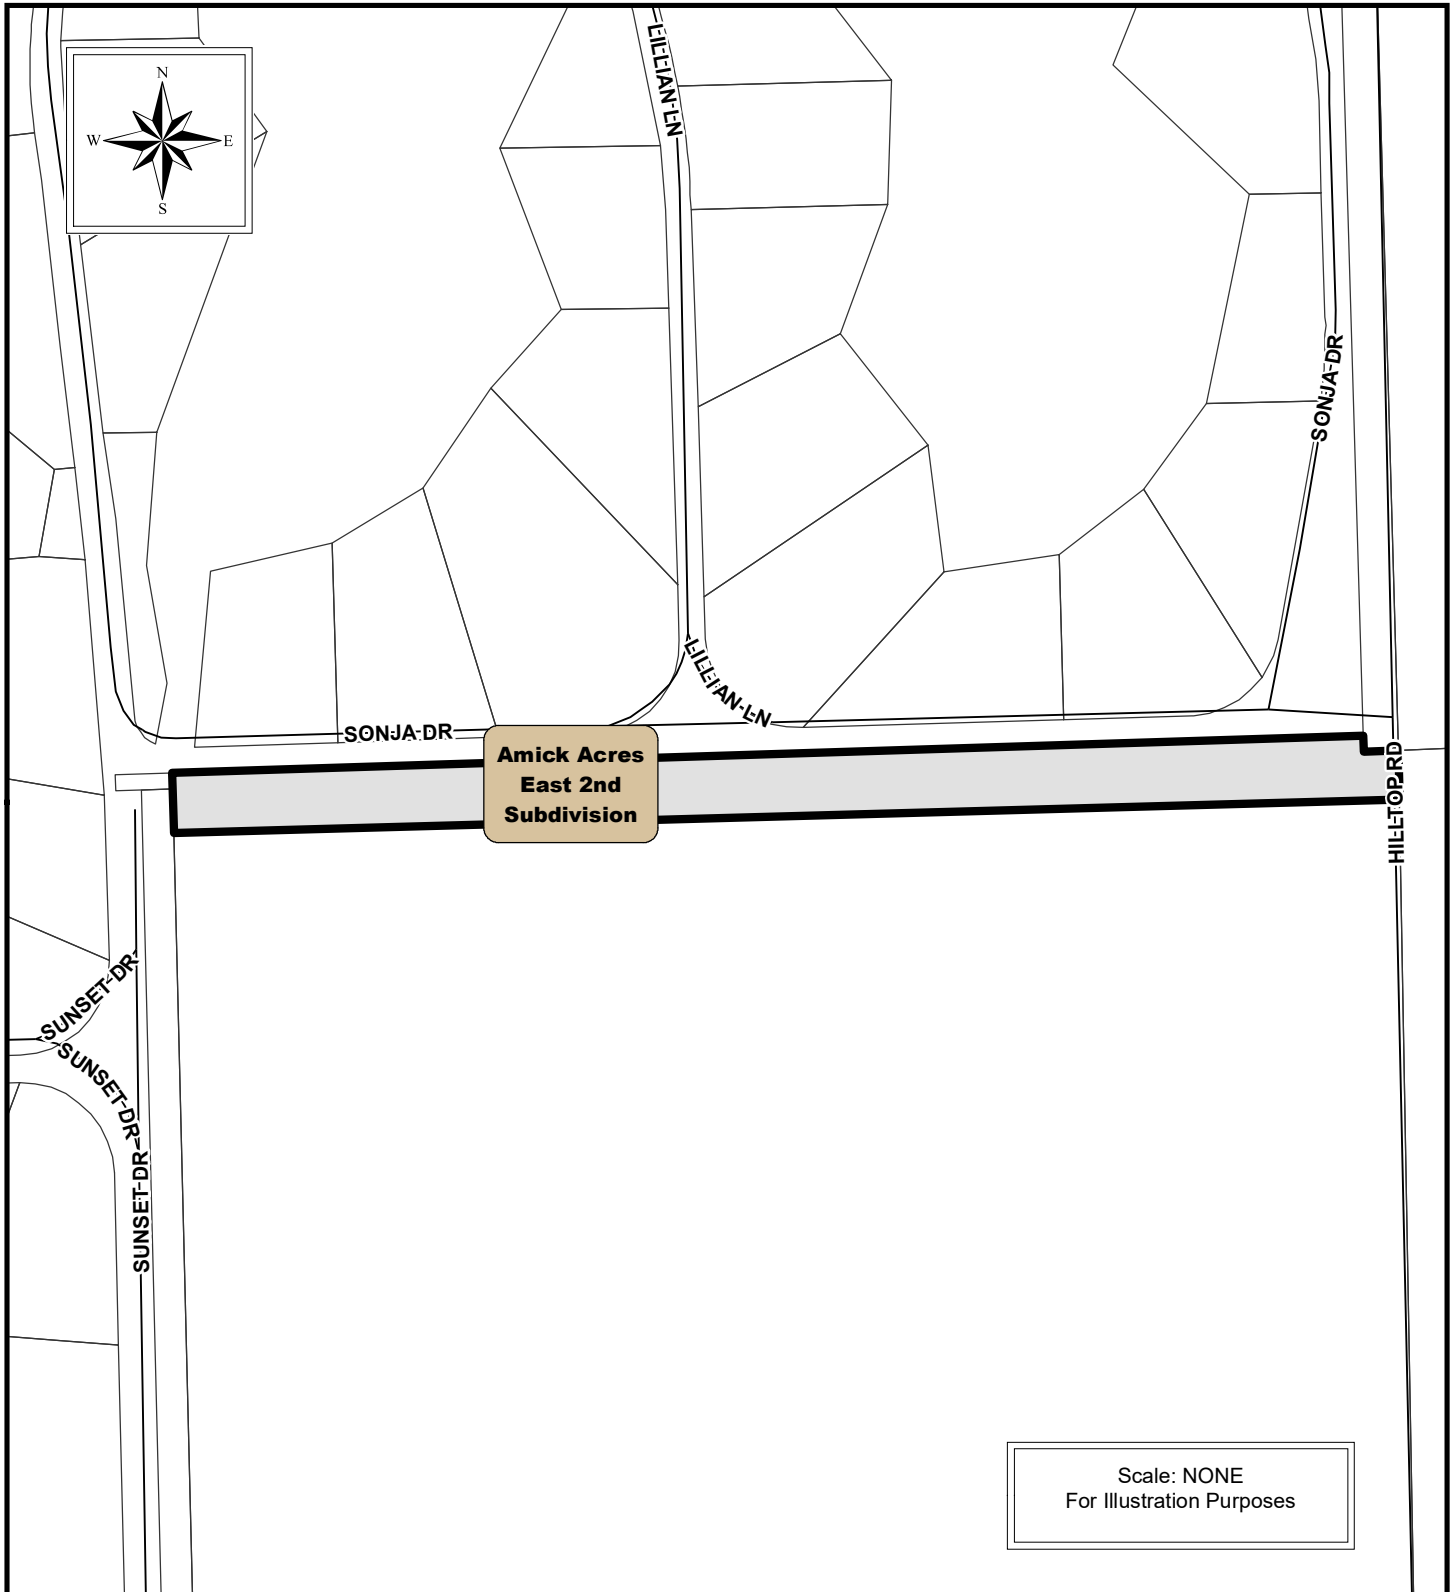 LILLIAN LN
N
W
E
S
SONJA DR
LILLIAN LN
SONJA DR
Amick Acres
East 2nd
Subdivision
HILLTOP RD
SUNSET DR
SUNSET DR
SUNSET DR
Scale: NONE
For Illustration Purposes